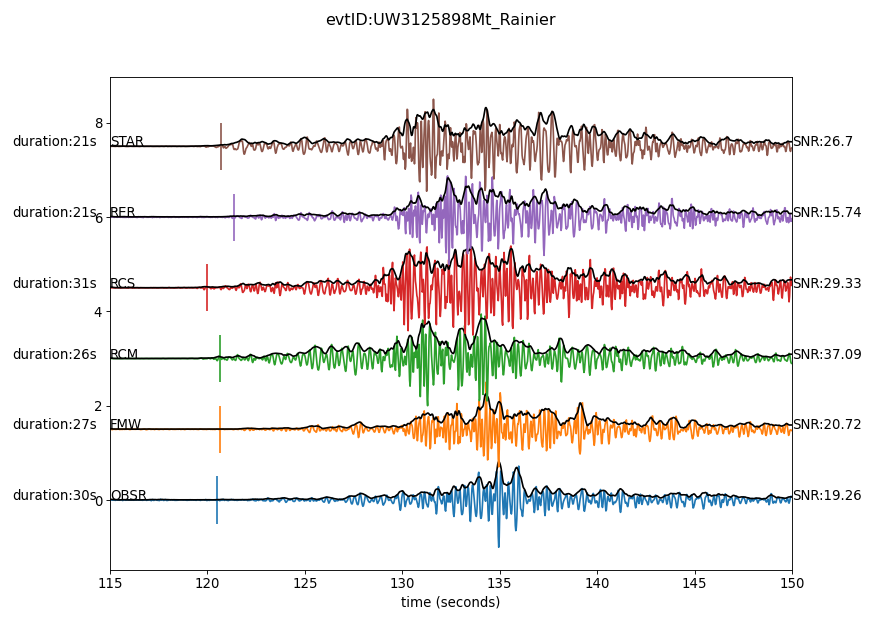 evtID:UW3125898Mt_Rainier
8
duration:21s STAR SNR:26.7
duration:21s RER SNR:15.74
6
duration:31s RCS SNR:29.33
4
duration:26s RCM SNR:37.09
2
duration:27s FMW SNR:20.72
duration:30s OBSR SNR:19.26
0
115 120 125 130 135 140 145 150
time (seconds)